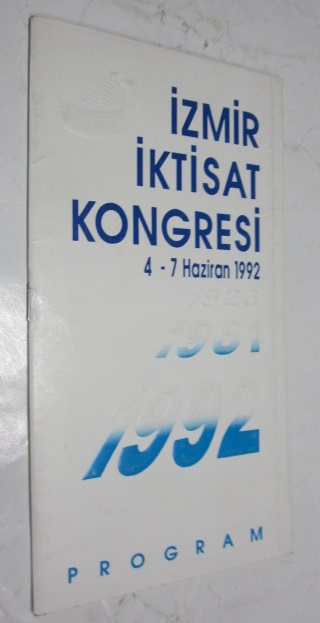 İZMİR
İKTİSAT
KONGRESİ
4 - 7 Haziran 1992
1923
1981
1992
PROGRAM